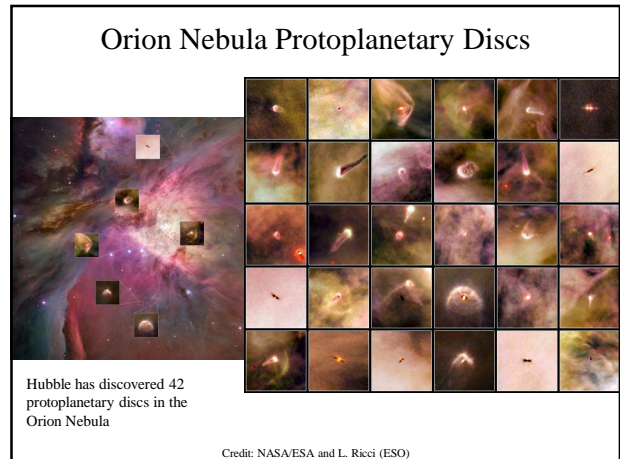 Orion Nebula Protoplanetary Discs
Hubble has discovered 42
protoplanetary discs in the
Orion Nebula
Credit: NASA/ESA and L. Ricci (ESO)